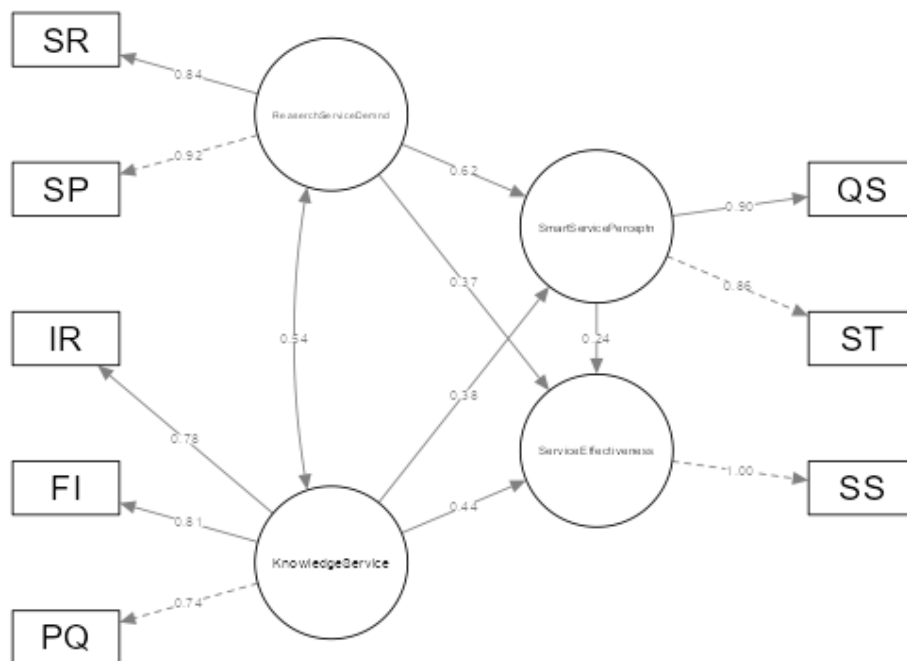 SR
0.84
ReaserchServiceDemnd
SP
0.92
0.62
QS
0.90
SmartServicePerceptn
0.37
0.86
IR
0.54
0.24
ST
0.38
0.78
ServiceEffectiveness
1.00
SS
FI
0.81
0.44
KnowledgeService
0.74
PQ